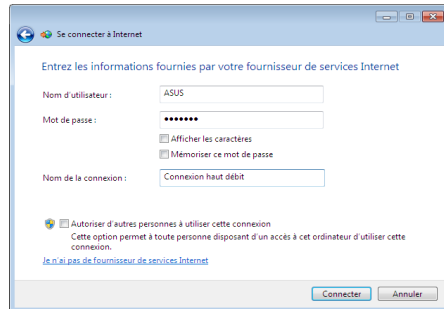 Se connecter à Internet
Entrez les informations fournies par votre fournisseur de services Internet
Nom d'utilisateur :
ASUS
Mot de passe :
•••••••
Afficher les caractères
Mémoriser ce mot de passe
Nom de la connexion :
Connexion haut débit
Autoriser d'autres personnes à utiliser cette connexion
Cette option permet à toute personne disposant d'un accès à cet ordinateur d'utiliser cette
connexion.
Je n'ai pas de fournisseur de services Internet
Connecter
Annuler